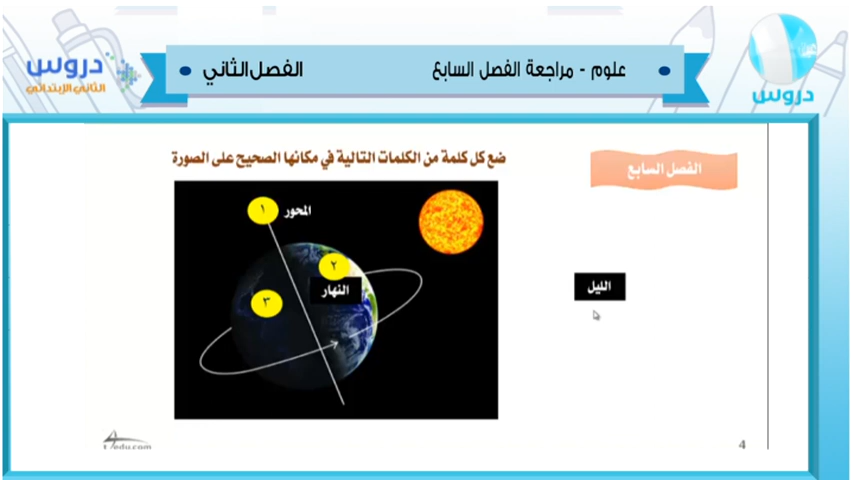 دروس
الثاني الإبتدائي
علوم - مراجعة الفصل السابع
الفصل الثاني
دروس
الفصل السابع
ضع كل كلمة من الكلمات التالية في مكانها الصحيح على الصورة
١
المحور
٢
النهار
٣
الليل
4